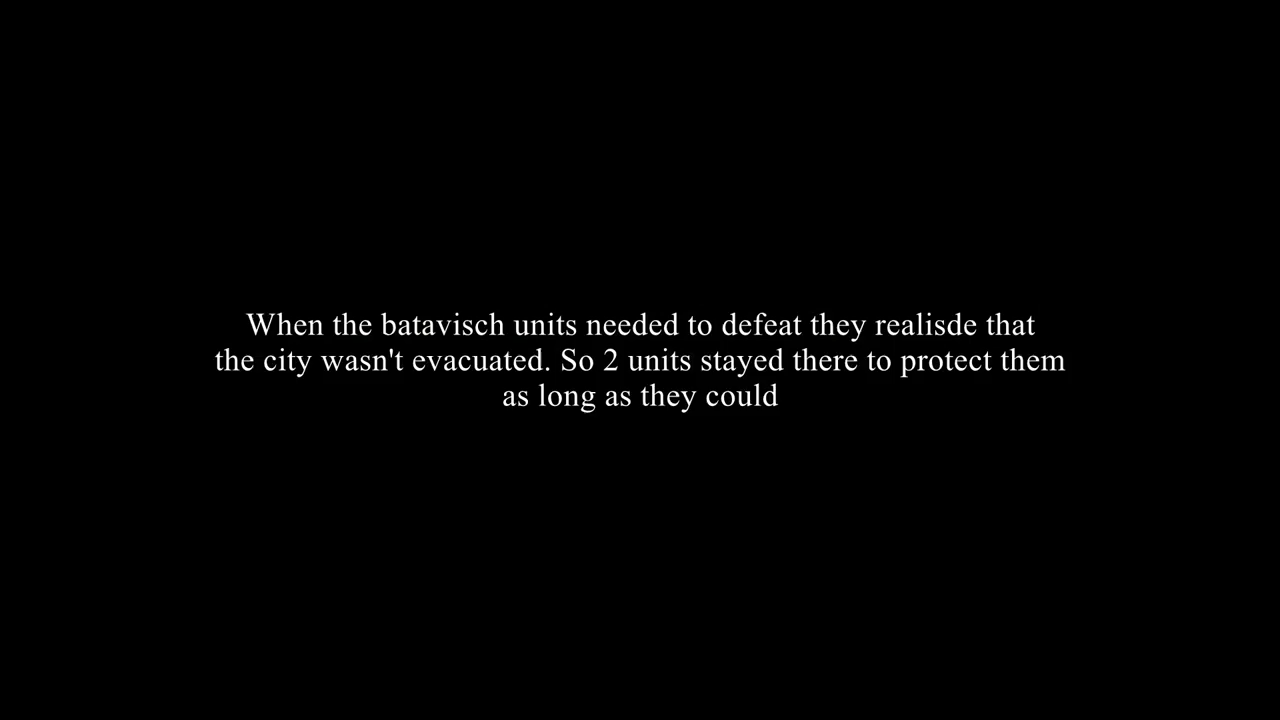 When the batavisch units needed to defeat they realisde that
the city wasn't evacuated. So 2 units stayed there to protect them
as long as they could